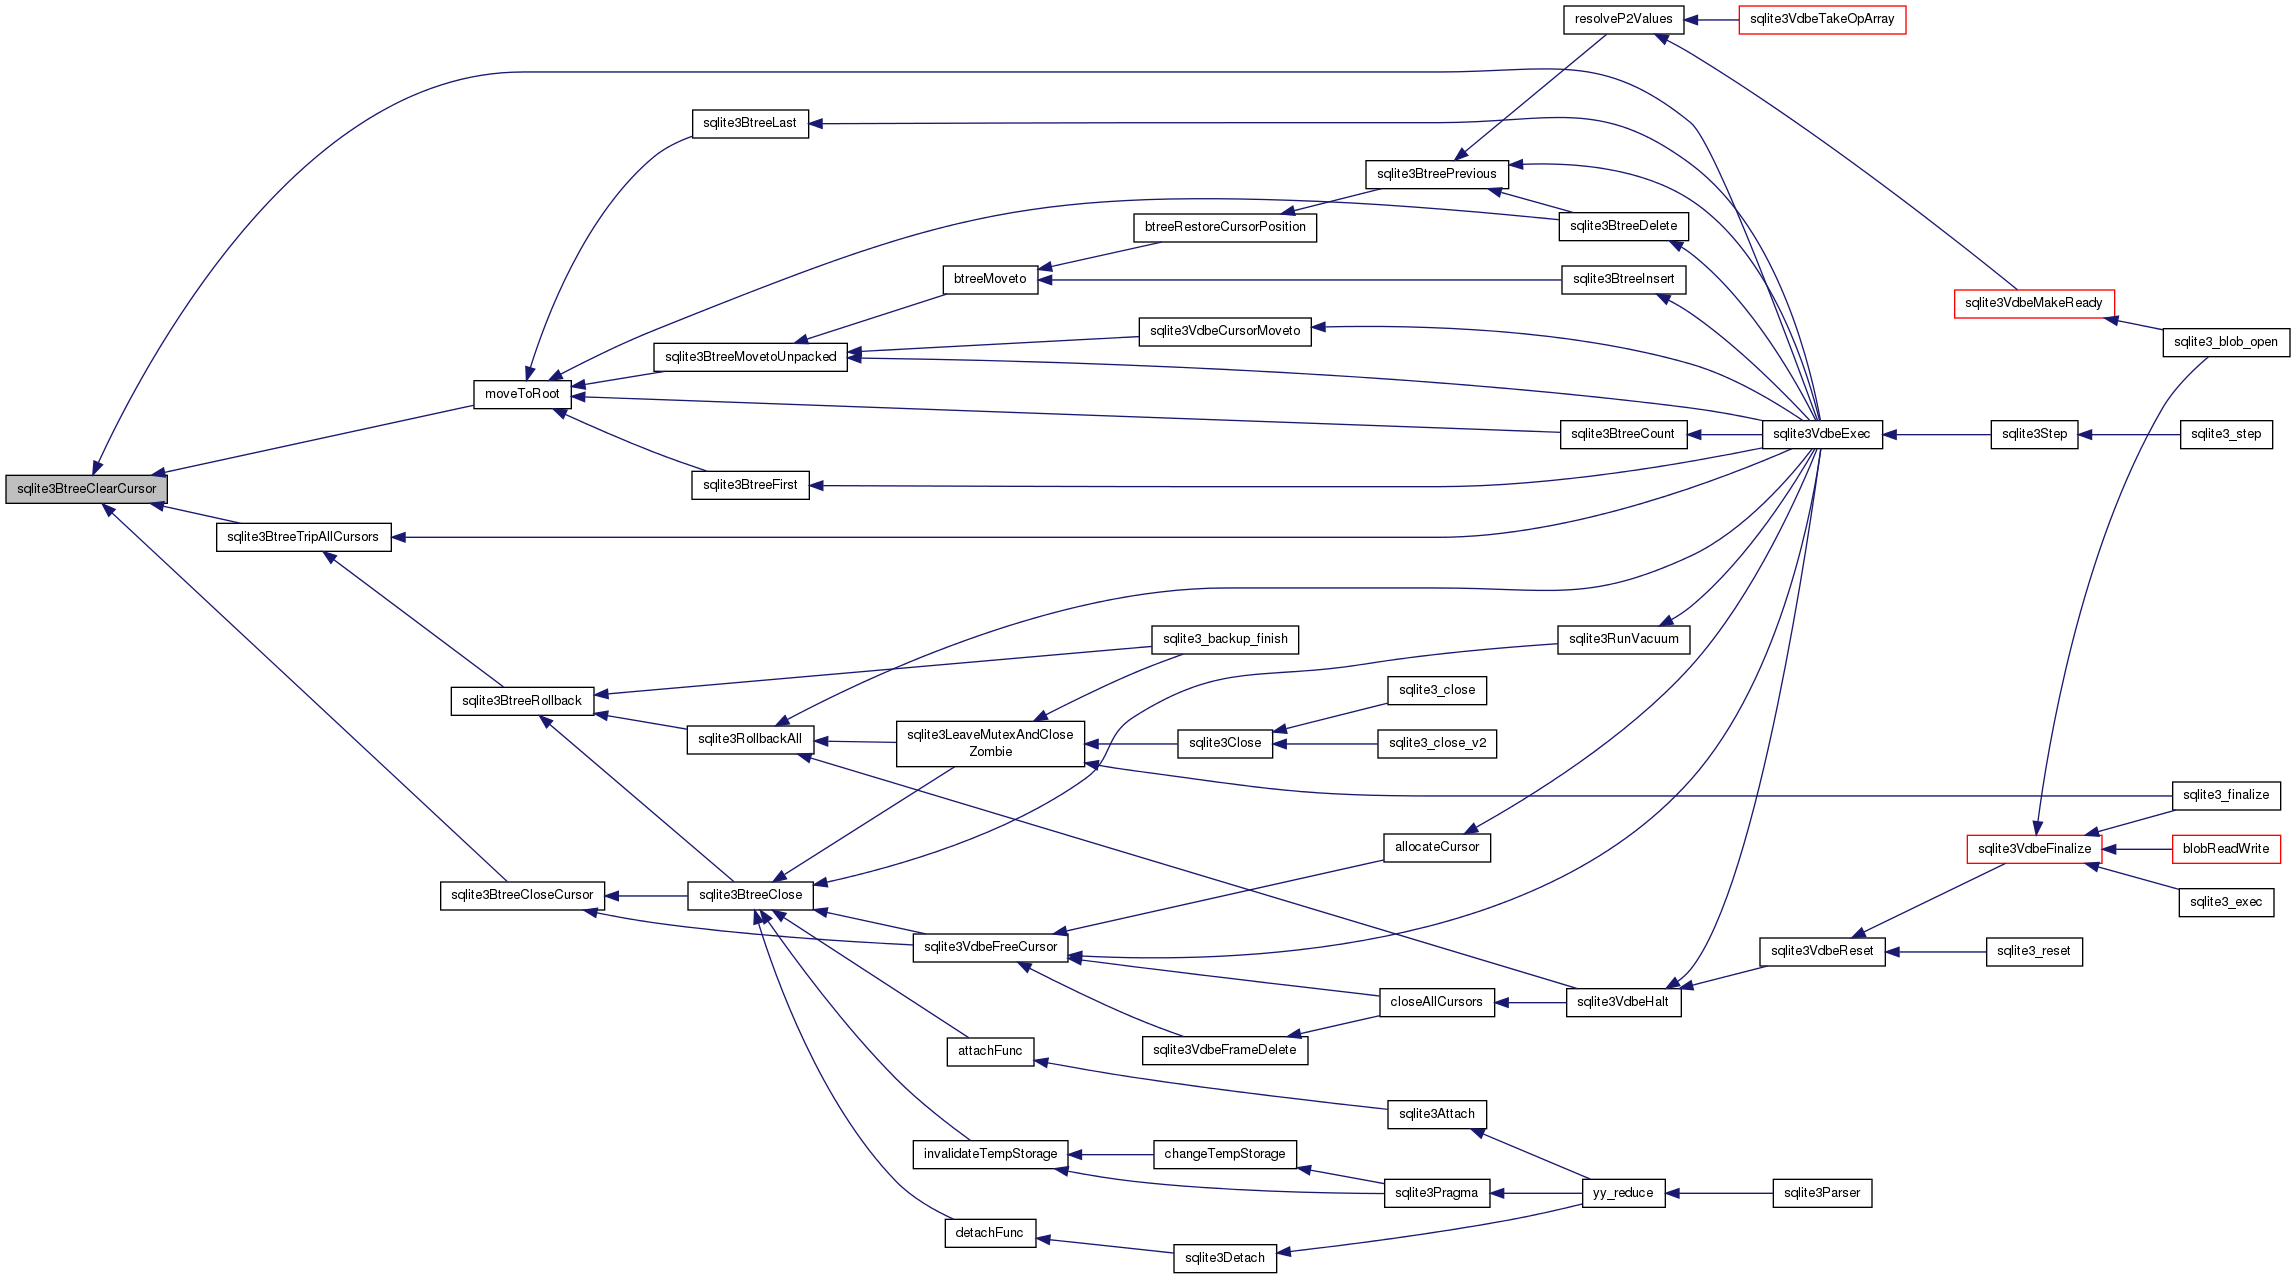 resolveP2Values
sqlite3VdbeTakeOpArray
sqlite3BtreeLast
sqlite3BtreePrevious
btreeRestoreCursorPosition
sqlite3BtreeDelete
btreeMoveto
sqlite3BtreeInsert
sqlite3VdbeMakeReady
sqlite3VdbeCursorMoveto
sqlite3_blob_open
sqlite3BtreeMovetoUnpacked
moveToRoot
sqlite3BtreeCount
sqlite3VdbeExec
sqlite3Step
sqlite3_step
sqlite3BtreeFirst
sqlite3BtreeClearCursor
sqlite3BtreeTripAllCursors
sqlite3_backup_finish
sqlite3RunVacuum
sqlite3_close
sqlite3BtreeRollback
sqlite3RollbackAll
sqlite3LeaveMutexAndClose
Zombie
sqlite3Close
sqlite3_close_v2
sqlite3_finalize
allocateCursor
sqlite3VdbeFinalize
blobReadWrite
sqlite3BtreeCloseCursor
sqlite3BtreeClose
sqlite3_exec
sqlite3VdbeFreeCursor
sqlite3VdbeReset
sqlite3_reset
closeAllCursors
sqlite3VdbeHalt
attachFunc
sqlite3VdbeFrameDelete
sqlite3Attach
invalidateTempStorage
changeTempStorage
sqlite3Pragma
yy_reduce
sqlite3Parser
detachFunc
sqlite3Detach